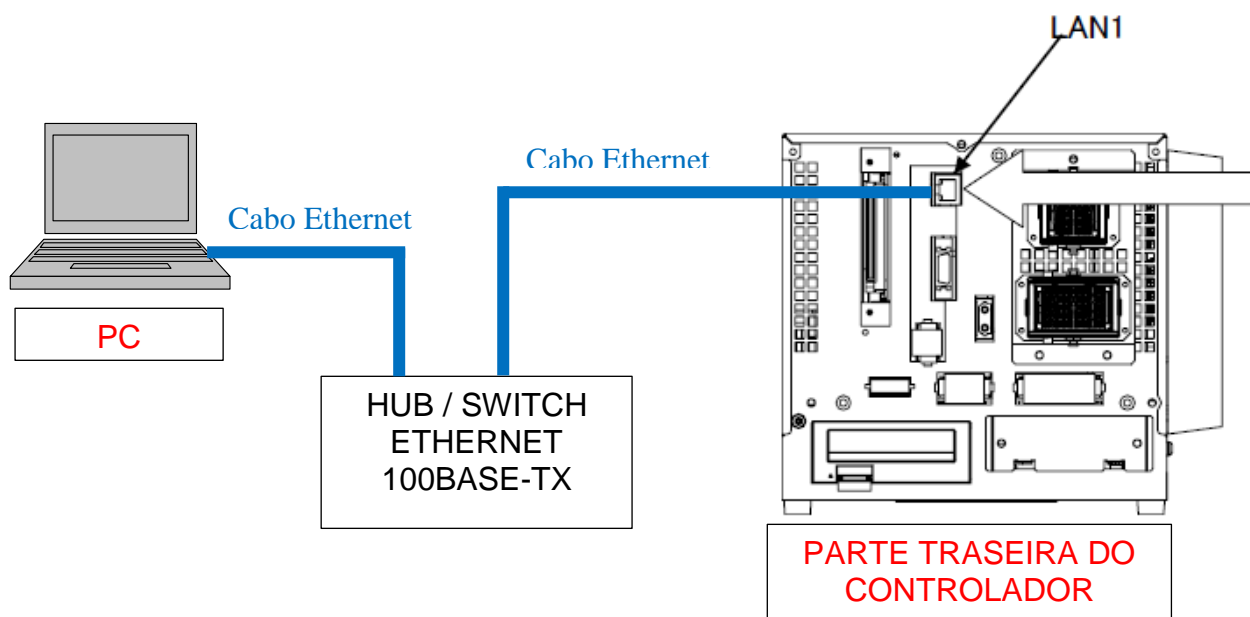 LAN1
Cabo Ethernet
Cabo Ethernet
PC
HUB / SWITCH
ETHERNET
100BASE-TX
PARTE TRASEIRA DO
CONTROLADOR